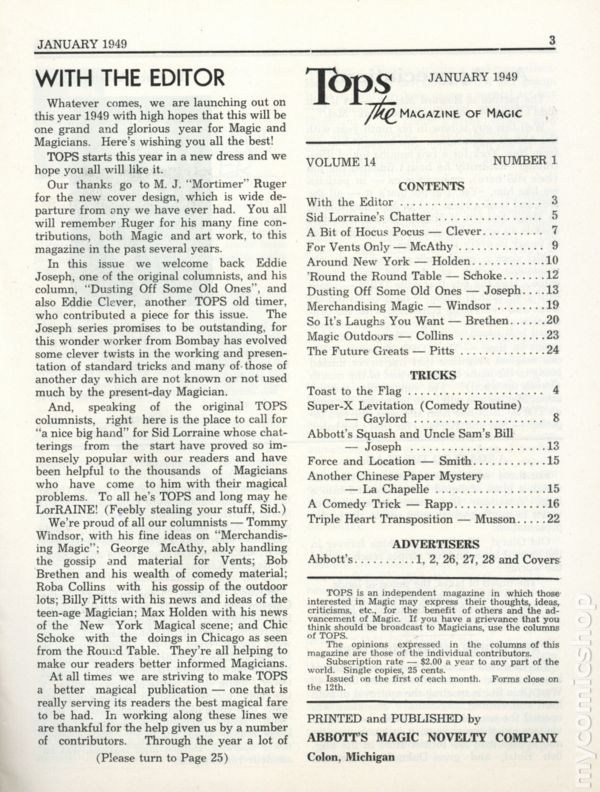 JANUARY 1949
3
WITH THE EDITOR
Whatever comes, we are launching out on
this year 1949 with high hopes that this will be
one grand and glorious year for Magic and
Magicians. Here's wishing you all the best!
TOPS starts this year in a new dress and we
hope you all will like it.
Our thanks go to M. J. "Mortimer" Ruger
for the new cover design, which is wide de-
parture from any we have ever had. You all
will remember Ruger for his many fine con-
tributions, both Magic and art work, to this
magazine in the past several years.
In this issue we welcome back Eddie
Joseph, one of the original columnists, and his
column, "Dusting Off Some Old Ones", and
also Eddie Clever, another TOPS old timer,
who contributed a piece for this issue. The
Joseph series promises to be outstanding, for
this wonder worker from Bombay has evolved
some clever twists in the working and presen-
tation of standard tricks and many of those of
another day which are not known or not used
much by the present-day Magician.
And, speaking of the original TOPS
columnists, right here is the place to call for
"a nice big hand" for Sid Lorraine whose chat-
terings from the start have proved so im-
mensely popular with our readers and have
been helpful to the thousands of Magicians
who have come to him with their magical
problems. To all he's TOPS and long may he
LorRAINE! (Feebly stealing your stuff, Sid.)
We're proud of all our columnists — Tommy
Windsor, with his fine ideas on "Merchandis-
ing Magic"; George McAthy, ably handling
the gossip and material for Vents; Bob
Brethen and his wealth of comedy material;
Roba Collins with his gossip of the outdoor
lots; Billy Pitts with his news and ideas of the
teen-age Magician; Max Holden with his news
of the New York Magical scene; and Chic
Schoke with the doings in Chicago as seen
from the Round Table. They're all helping to
make our readers better informed Magicians.
At all times we are striving to make TOPS
a better magical publication — one that is
really serving its readers the best magical fare
to be had. In working along these lines we
are thankful for the help given us by a number
of contributors. Through the year a lot of
(Please turn to Page 25)
Tops
JANUARY 1949
the MAGAZINE OF MAGIC
VOLUME 14 NUMBER 1
CONTENTS
With the Editor ........................ 3
Sid Lorraine's Chatter ................ 5
A Bit of Hocus Pocus — Clever.......... 7
For Vents Only — McAthy .............. 9
Around New York — Holden............10
'Round the Round Table — Schoke.......12
Dusting Off Some Old Ones — Joseph....13
Merchandising Magic — Windsor ........19
So It's Laughs You Want — Brethen......20
Magic Outdoors — Collins ..............23
The Future Greats — Pitts ..............24
TRICKS
Toast to the Flag ....................... 4
Super-X Levitation (Comedy Routine)
— Gaylord .................... 8
Abbott's Squash and Uncle Sam's Bill
— Joseph .......................13
Force and Location — Smith............15
Another Chinese Paper Mystery
— La Chapelle ...................15
A Comedy Trick — Rapp...............16
Triple Heart Transposition — Musson.....22
ADVERTISERS
Abbott's..........1, 2, 26, 27, 28 and Covers
TOPS is an independent magazine in which those
interested in Magic may express their thoughts, ideas,
criticisms, etc., for the benefit of others and the ad-
vancement of Magic. If you have a grievance that you
think should be broadcast to Magicians, use the columns
of TOPS.
The opinions expressed in the columns of this
magazine are those of the individual contributors.
Subscription rate — $2.00 a year to any part of the
world. Single copies, 25 cents.
Issued on the first of each month. Forms close on
the 12th.
PRINTED and PUBLISHED by
ABBOTT'S MAGIC NOVELTY COMPANY
Colon, Michigan
mycomicshop